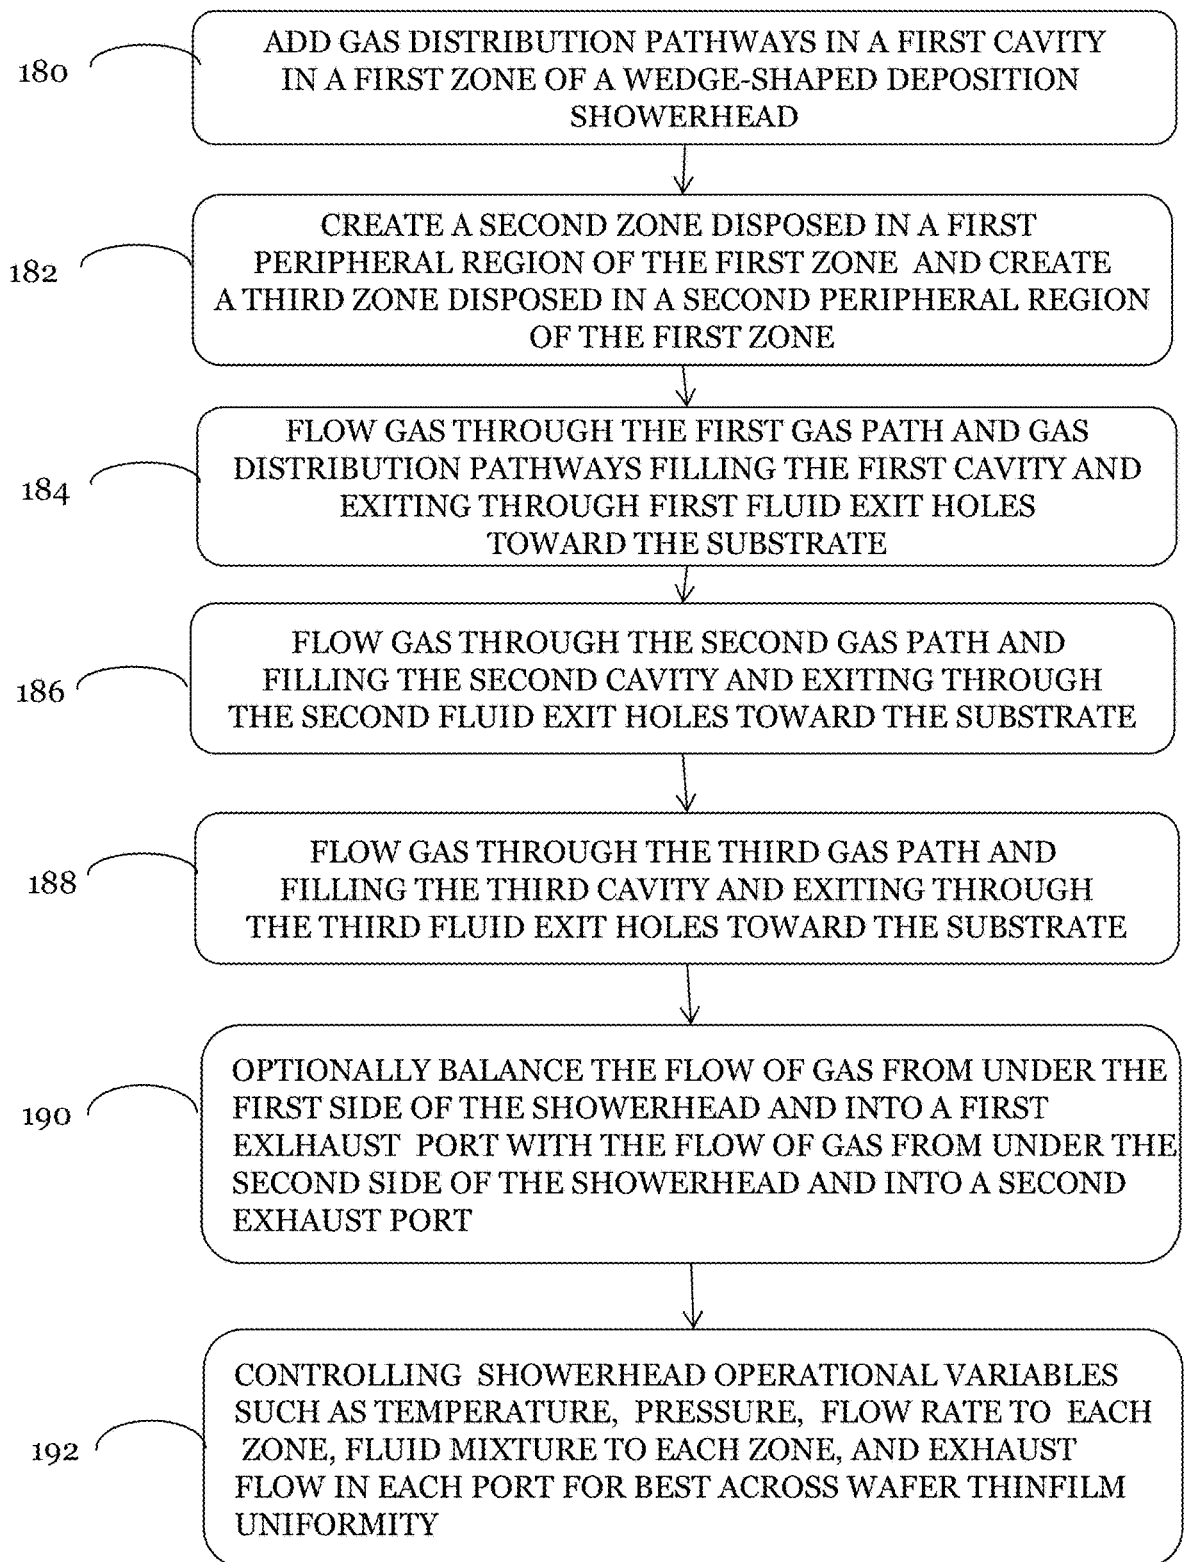 180
ADD GAS DISTRIBUTION PATHWAYS IN A FIRST CAVITY
IN A FIRST ZONE OF A WEDGE-SHAPED DEPOSITION
SHOWERHEAD
182
CREATE A SECOND ZONE DISPOSED IN A FIRST
PERIPHERAL REGION OF THE FIRST ZONE AND CREATE
A THIRD ZONE DISPOSED IN A SECOND PERIPHERAL REGION
OF THE FIRST ZONE
184
FLOW GAS THROUGH THE FIRST GAS PATH AND GAS
DISTRIBUTION PATHWAYS FILLING THE FIRST CAVITY AND
EXITING THROUGH FIRST FLUID EXIT HOLES
TOWARD THE SUBSTRATE
186
FLOW GAS THROUGH THE SECOND GAS PATH AND
FILLING THE SECOND CAVITY AND EXITING THROUGH
THE SECOND FLUID EXIT HOLES TOWARD THE SUBSTRATE
188
FLOW GAS THROUGH THE THIRD GAS PATH AND
FILLING THE THIRD CAVITY AND EXITING THROUGH
THE THIRD FLUID EXIT HOLES TOWARD THE SUBSTRATE
190
OPTIONALLY BALANCE THE FLOW OF GAS FROM UNDER THE
FIRST SIDE OF THE SHOWERHEAD AND INTO A FIRST
EXLHAUST PORT WITH THE FLOW OF GAS FROM UNDER THE
SECOND SIDE OF THE SHOWERHEAD AND INTO A SECOND
EXHAUST PORT
192
CONTROLLING SHOWERHEAD OPERATIONAL VARIABLES
SUCH AS TEMPERATURE, PRESSURE, FLOW RATE TO EACH
ZONE, FLUID MIXTURE TO EACH ZONE, AND EXHAUST
FLOW IN EACH PORT FOR BEST ACROSS WAFER THINFILM
UNIFORMITY